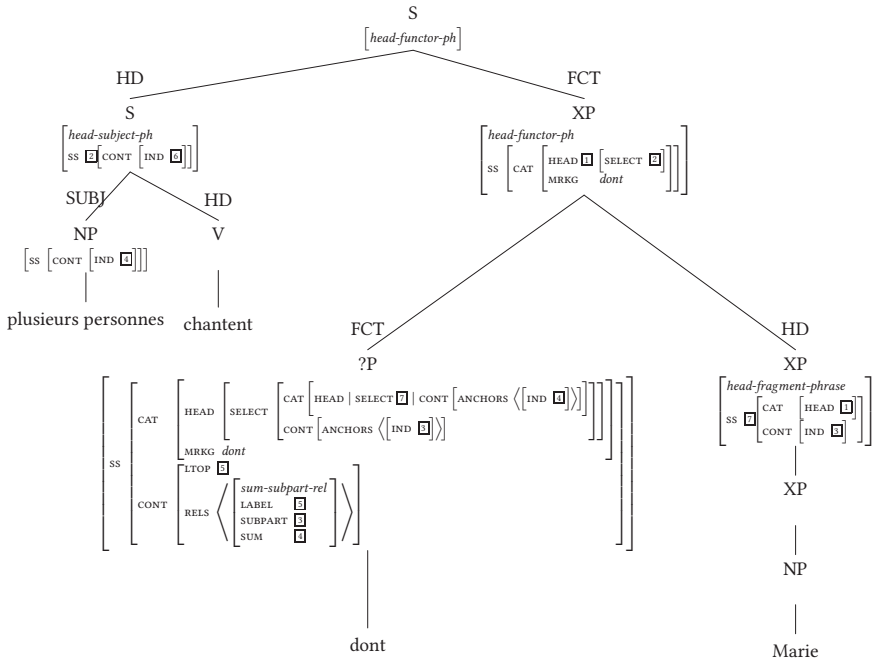 S
[head-functor-ph]
HD FCT
S XP
[head-subject-ph
SS [2][CONT [IND [6]]]]
[head-functor-ph
SS [CAT [HEAD [1] [SELECT [2]]
MRKG dont]]]
SUBJ HD
NP V
[SS [CONT [IND [4]]]]
plusieurs personnes chantent
FCT HD
?P XP
[SS [CAT [HEAD [SELECT [CAT [HEAD | SELECT [7] | CONT [ANCHORS ⟨[IND [4]]⟩]]
CONT [ANCHORS ⟨[IND [3]]⟩]]]
MRKG dont]
CONT [LTOP [5]
RELS ⟨[sum-subpart-rel
LABEL [5]
SUBPART [3]
SUM [4]]⟩]]]
[head-fragment-phrase
SS [7][CAT [HEAD [1]]
CONT [IND [3]]]]
XP
NP
dont Marie